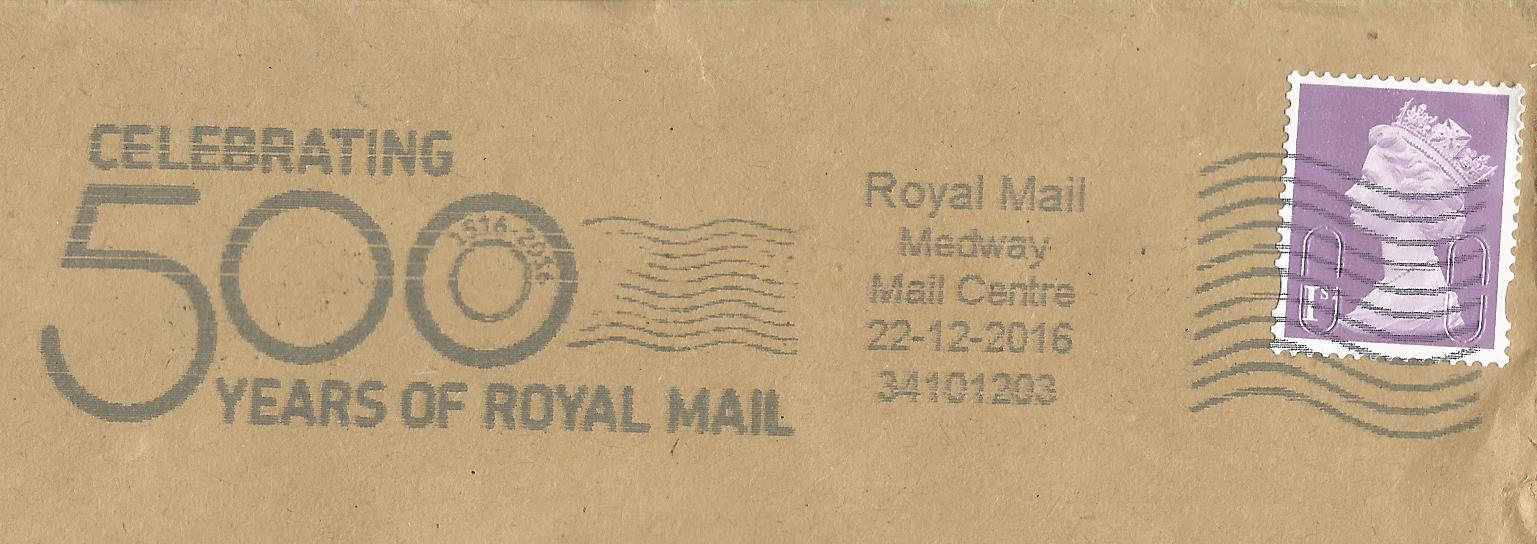 CELEBRATING
500
1516-2016
YEARS OF ROYAL MAIL
Royal Mail
Medway
Mail Centre
22-12-2016
34101203
1st